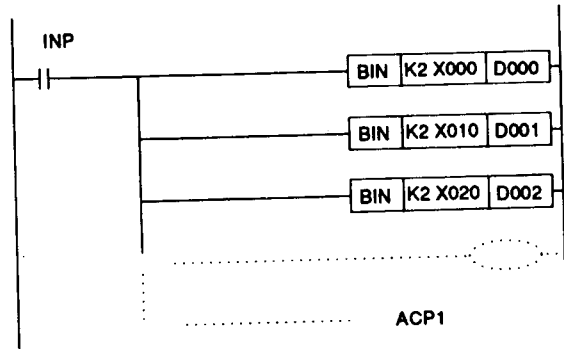 INP
BIN K2 X000 D000
BIN K2 X010 D001
BIN K2 X020 D002
ACP1